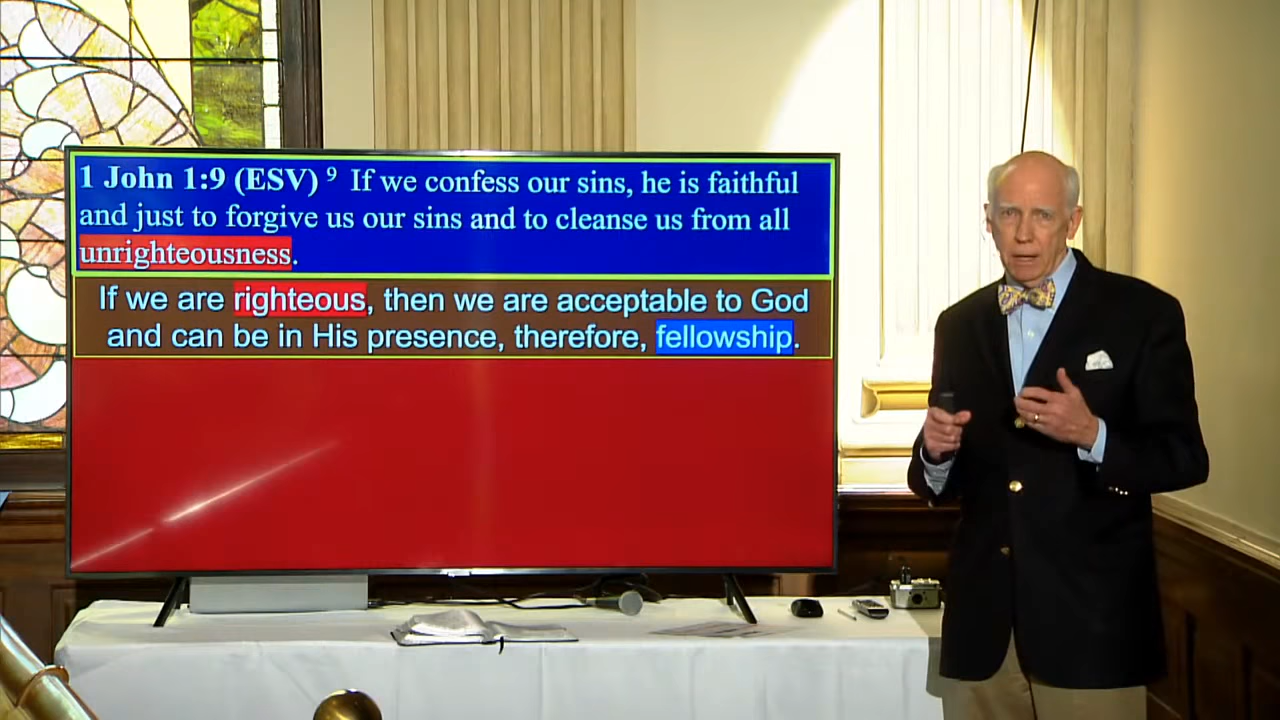 1 John 1:9 (ESV) ⁹ If we confess our sins, he is faithful
and just to forgive us our sins and to cleanse us from all
unrighteousness.
If we are righteous, then we are acceptable to God
and can be in His presence, therefore, fellowship.